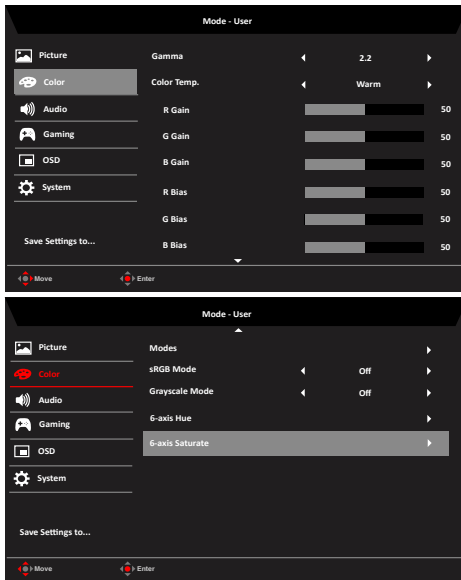 Mode - User
Picture Gamma 2.2
Color Color Temp. Warm
Audio R Gain 50
Gaming G Gain 50
OSD B Gain 50
System R Bias 50
G Bias 50
Save Settings to... B Bias 50
Move Enter
Mode - User
Picture Modes
Color sRGB Mode Off
Audio Grayscale Mode Off
Gaming 6-axis Hue
OSD 6-axis Saturate
System
Save Settings to...
Move Enter